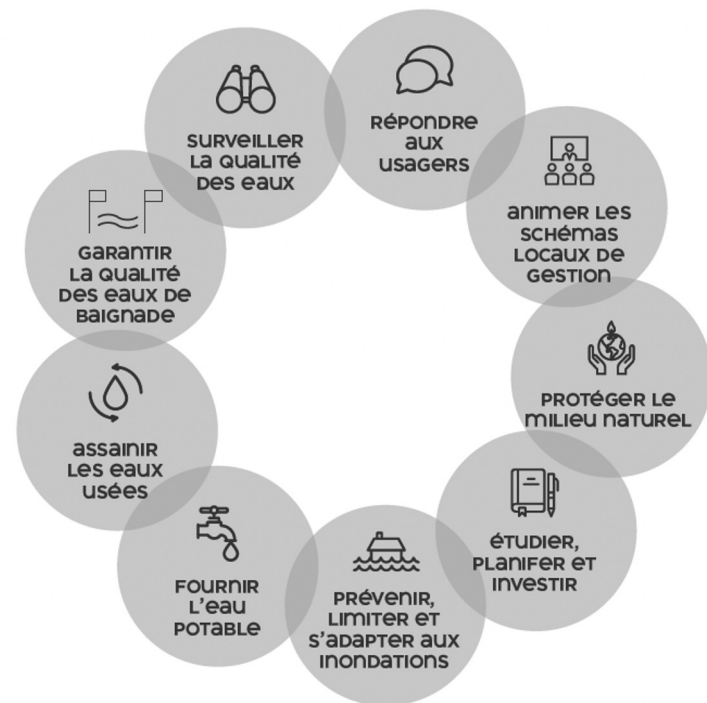 RÉPONDRE
AUX
USAGERS
ANIMER LES
SCHÉMAS
LOCAUX DE
GESTION
PROTÉGER LE
MILIEU NATUREL
ÉTUDIER,
PLANIFER ET
INVESTIR
PRÉVENIR,
LIMITER ET
S'ADAPTER AUX
INONDATIONS
FOURNIR
L'EAU
POTABLE
ASSAINIR
LES EAUX
USÉES
GARANTIR
LA QUALITÉ
DES EAUX DE
BAIGNADE
SURVEILLER
LA QUALITÉ
DES EAUX